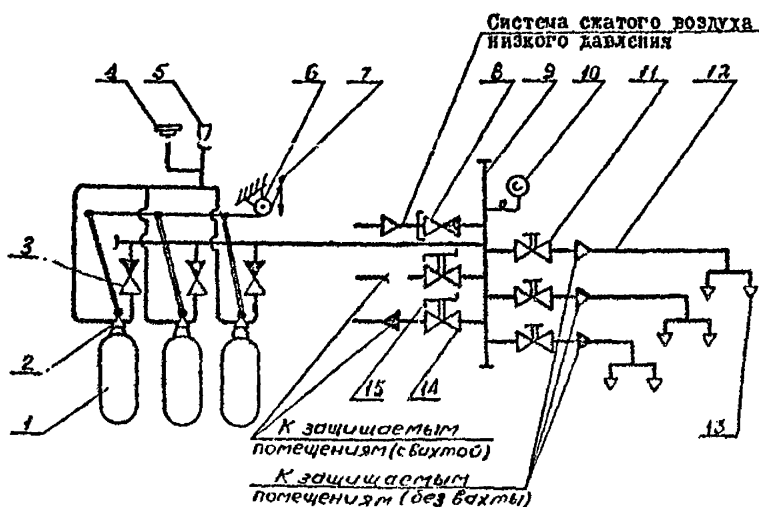 Система сжатого воздуха
низкого давления
4 5 6 7 8 9 10 11 12
С
3
2
1
15 14 13
К защищаемым
помещениям (с вахтой)
К защищаемым
помещениям (без вахты)